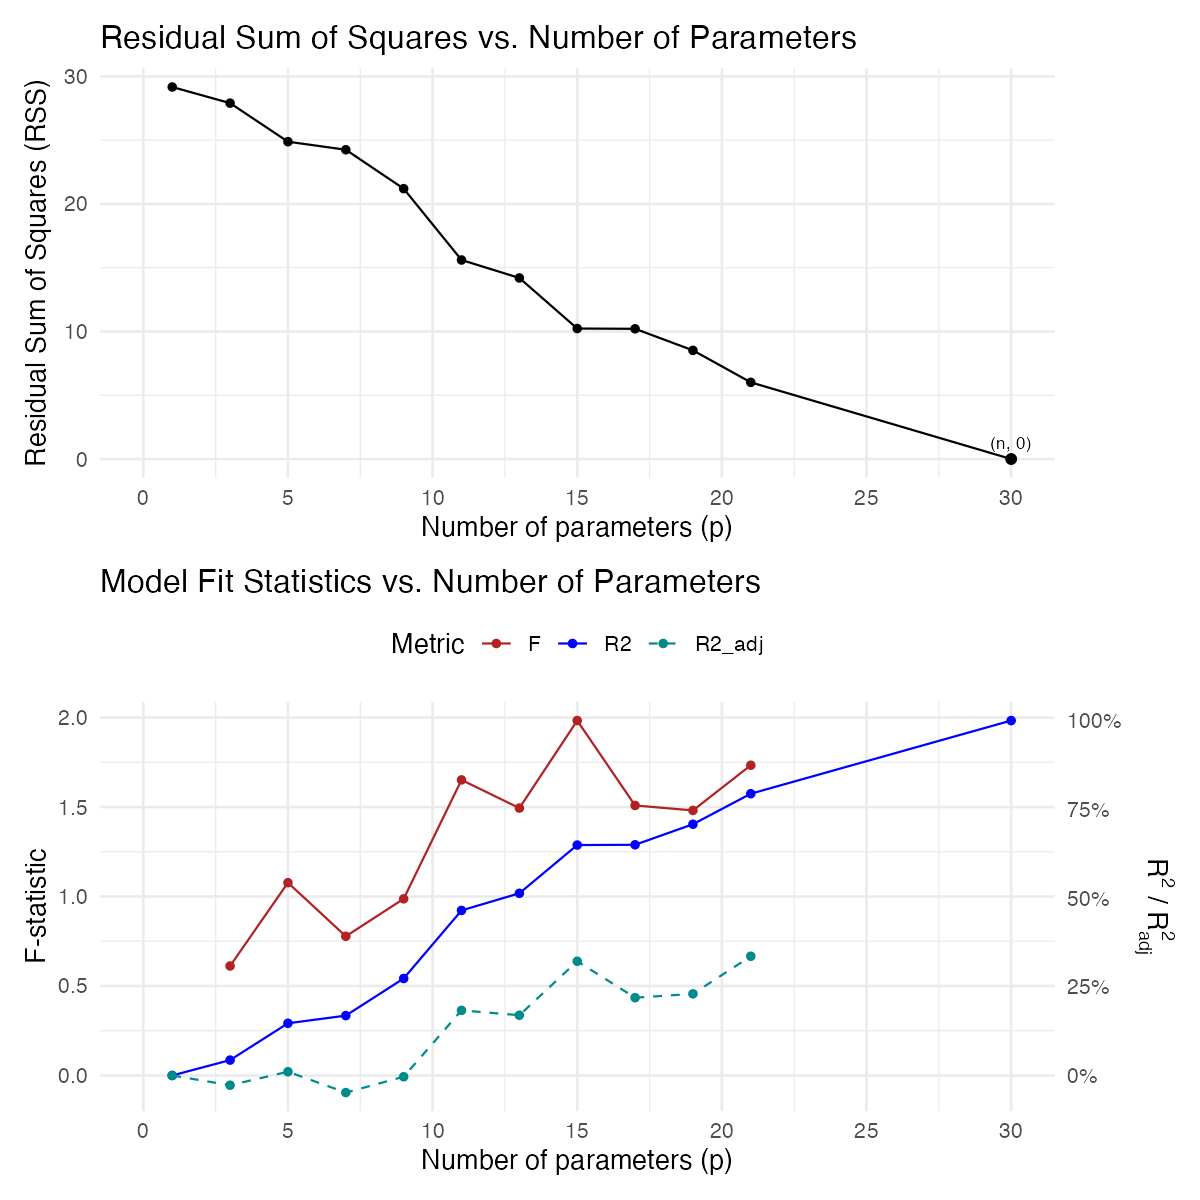 Residual Sum of Squares vs. Number of Parameters
Residual Sum of Squares (RSS)
30
20
10
0
(n, 0)
0 5 10 15 20 25 30
Number of parameters (p)
Model Fit Statistics vs. Number of Parameters
Metric F R2 R2_adj
F-statistic
2.0
1.5
1.0
0.5
0.0
100%
75%
50%
25%
0%
R² / R²adj
0 5 10 15 20 25 30
Number of parameters (p)